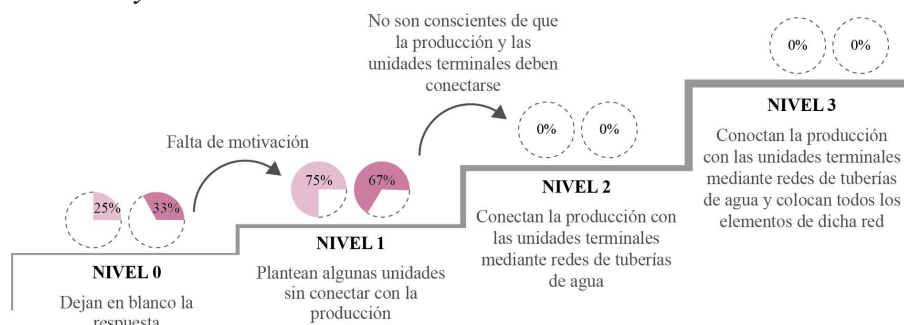 No son conscientes de que
la producción y las
unidades terminales deben
conectarse
Falta de motivación
25%
33%
NIVEL 0
Dejan en blanco la
respuesta
75%
67%
NIVEL 1
Plantean algunas unidades
sin conectar con la
producción
0%
0%
NIVEL 2
Conectan la producción con
las unidades terminales
mediante redes de tuberías
de agua
0%
0%
NIVEL 3
Conoctan la producción
con las unidades terminales
mediante redes de tuberías
de agua y colocan todos los
elementos de dicha red